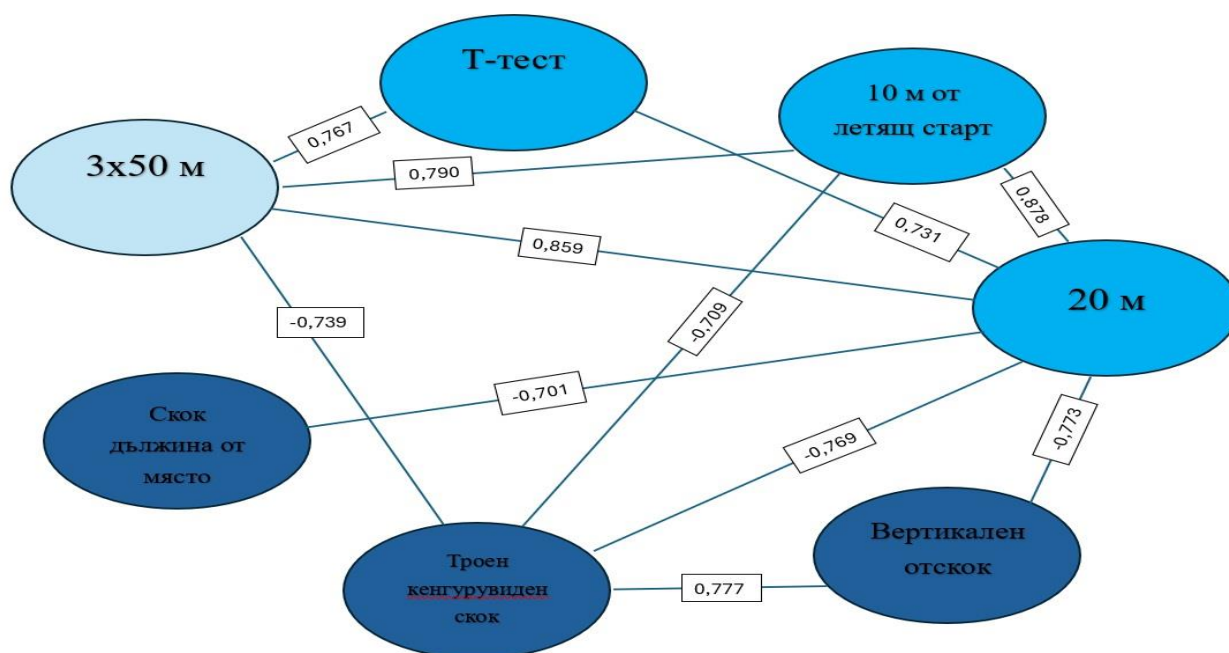 Т-тест
10 м от
летящ старт
0,767
3х50 м
0,790
0,878
0,731
0,859
20 м
-0,739
-0,709
-0,701
Скок
дължина от
място
-0,769
-0,773
Вертикален
отскок
Троен
кенгурувиден
скок
0,777